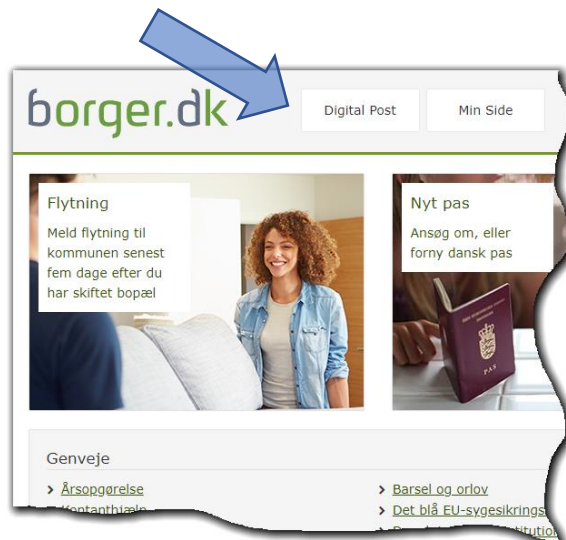 borger.dk
Digital Post
Min Side
Flytning
Meld flytning til
kommunen senest
fem dage efter du
har skiftet bopæl
Nyt pas
Ansøg om, eller
forny dansk pas
PAS
Genveje
Årsopgørelse
Kontanthjælp
Barsel og orlov
Det blå EU-sygesikrings